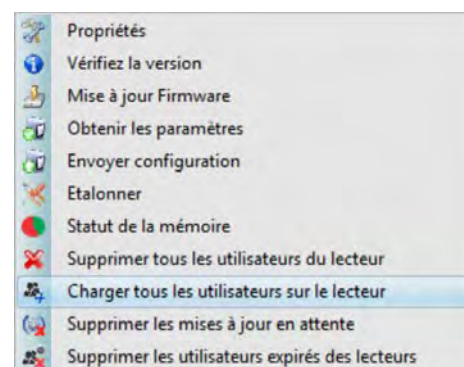 Propriétés
Vérifiez la version
Mise à jour Firmware
Obtenir les paramètres
Envoyer configuration
Etalonner
Statut de la mémoire
Supprimer tous les utilisateurs du lecteur
Charger tous les utilisateurs sur le lecteur
Supprimer les mises à jour en attente
Supprimer les utilisateurs expirés des lecteurs